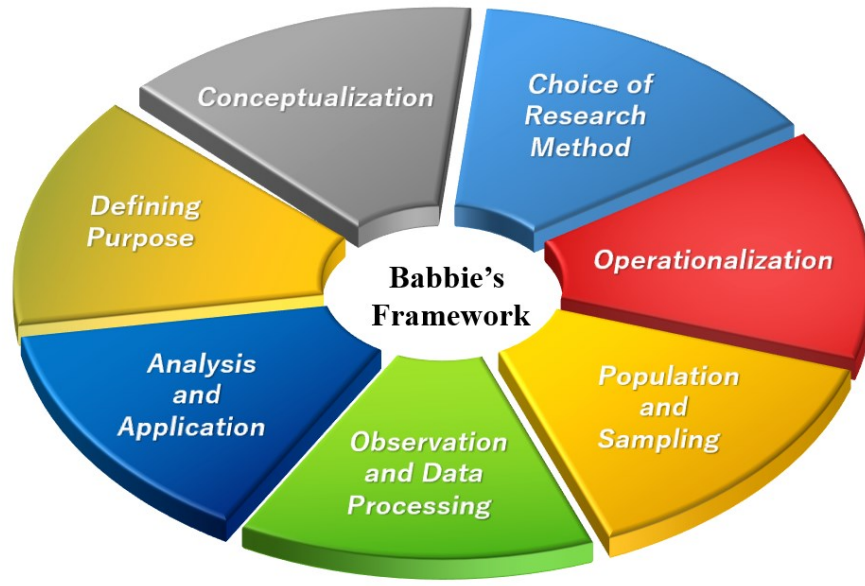 Conceptualization
Choice of
Research
Method
Defining
Purpose
Babbie's
Framework
Operationalization
Analysis
and
Application
Observation
and Data
Processing
Population
and
Sampling